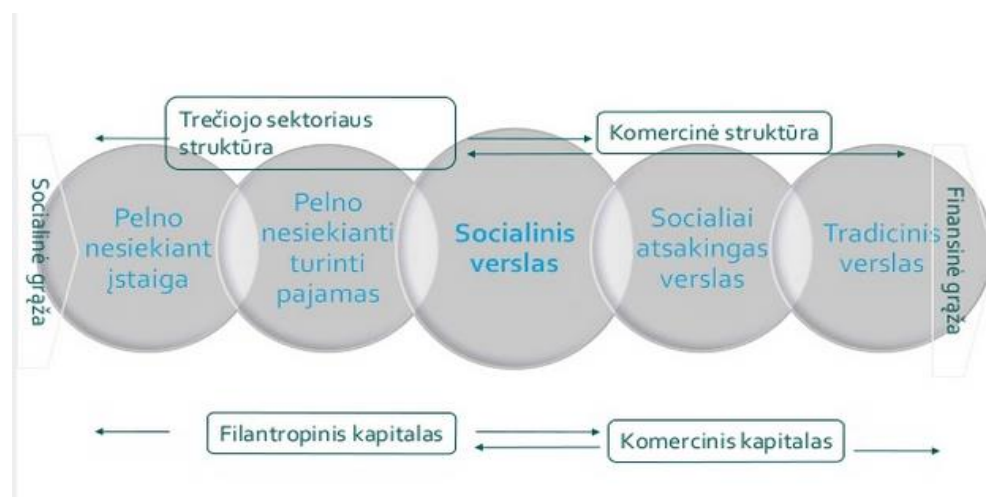 Trečiojo sektoriaus
struktūra
Komercinė struktūra
Socialinė grąža
Pelno
nesiekiant
įstaiga
Pelno
nesiekianti
turinti
pajamas
Socialinis
verslas
Socialiai
atsakingas
verslas
Tradicinis
verslas
Finansinė grąža
Filantropinis kapitalas
Komercinis kapitalas